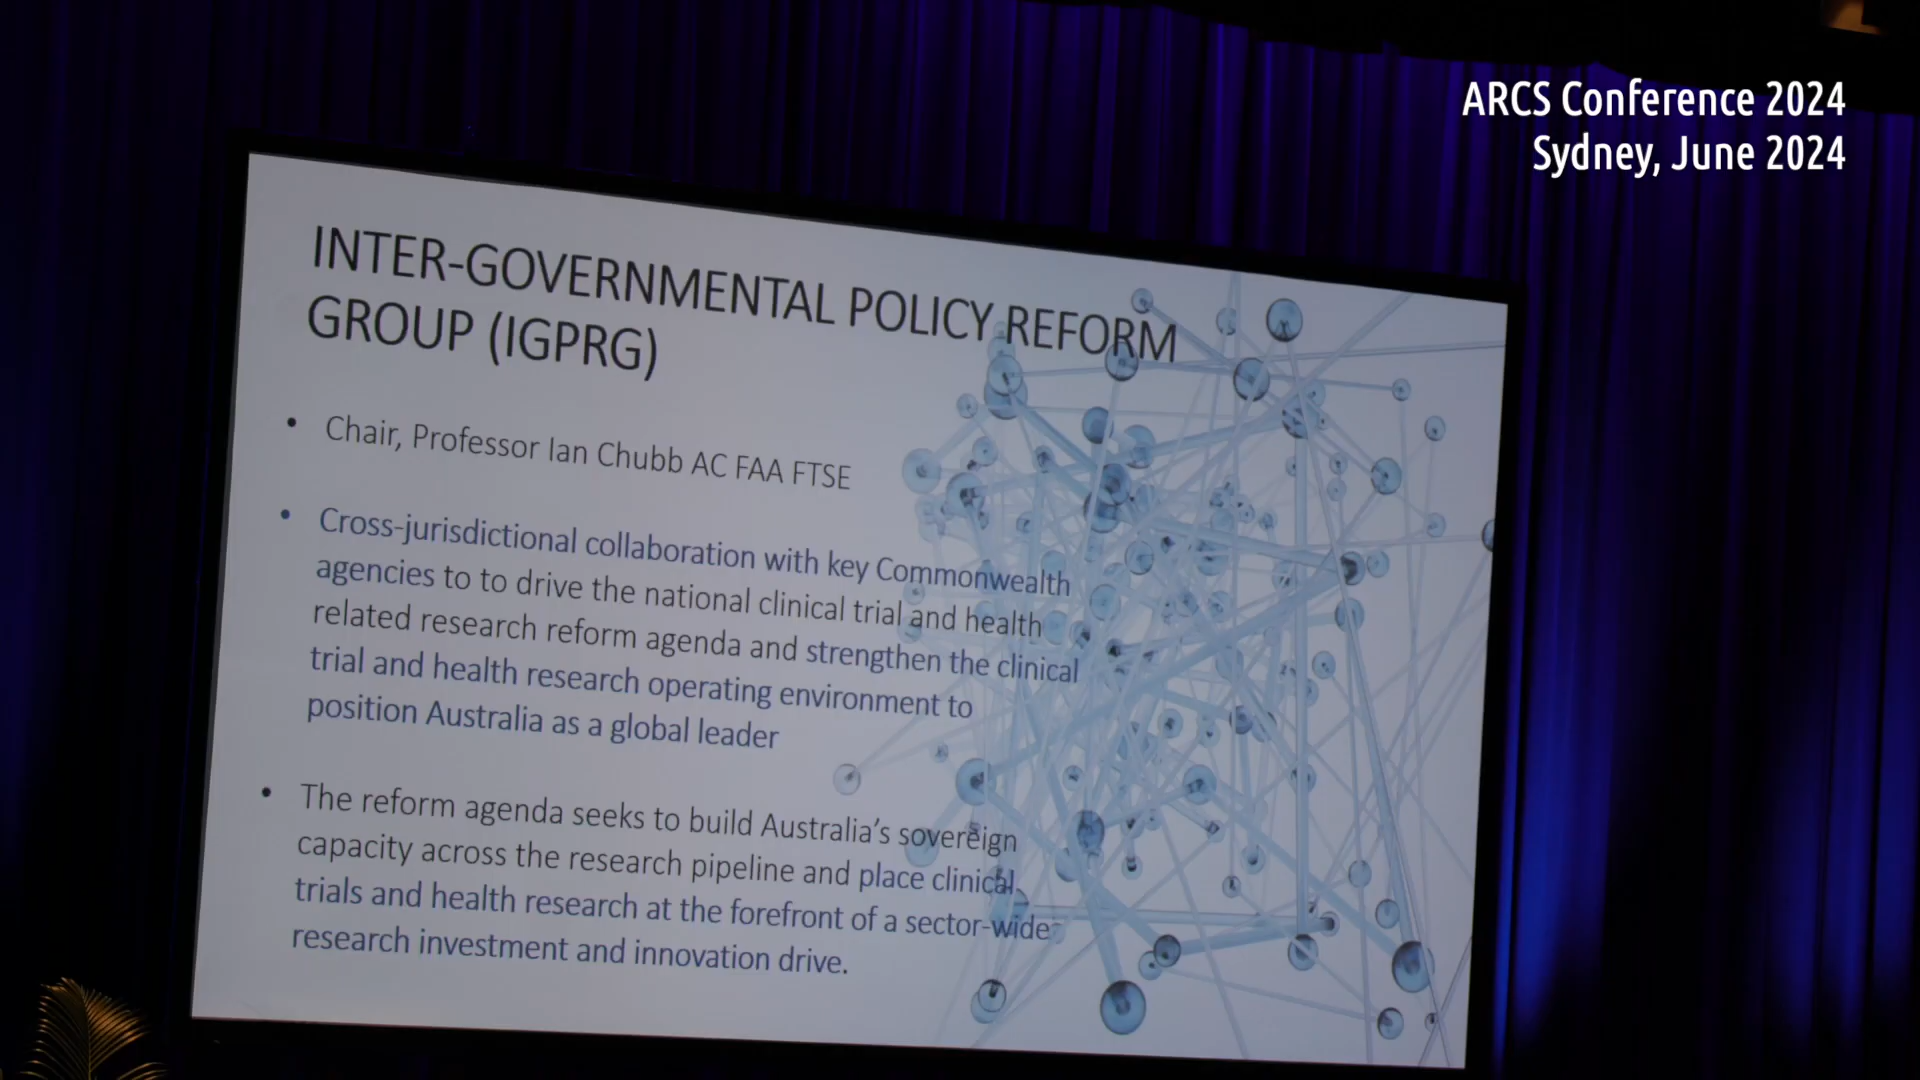 ARCS Conference 2024
Sydney, June 2024
INTER-GOVERNMENTAL POLICY REFORM
GROUP (IGPRG)
• Chair, Professor Ian Chubb AC FAA FTSE
• Cross-jurisdictional collaboration with key Commonwealth
agencies to to drive the national clinical trial and health
related research reform agenda and strengthen the clinical
trial and health research operating environment to
position Australia as a global leader
• The reform agenda seeks to build Australia's sovereign
capacity across the research pipeline and place clinical
trials and health research at the forefront of a sector-wide
research investment and innovation drive.